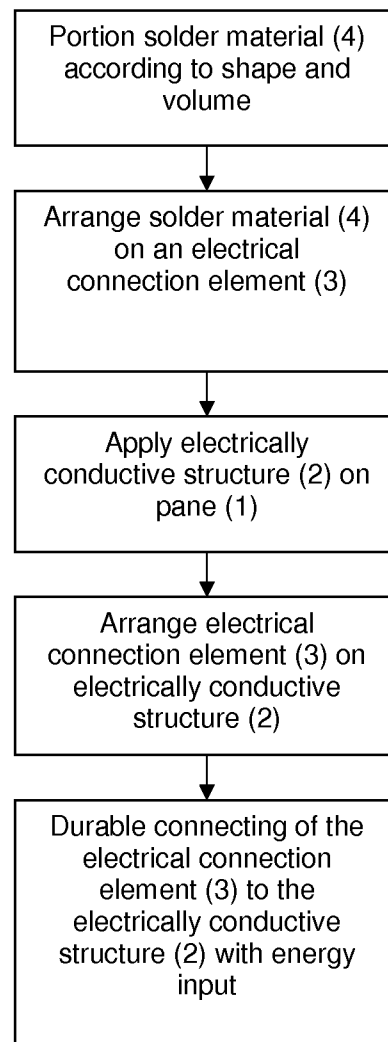 Portion solder material (4)
according to shape and
volume
Arrange solder material (4)
on an electrical
connection element (3)
Apply electrically
conductive structure (2) on
pane (1)
Arrange electrical
connection element (3) on
electrically conductive
structure (2)
Durable connecting of the
electrical connection
element (3) to the
electrically conductive
structure (2) with energy
input